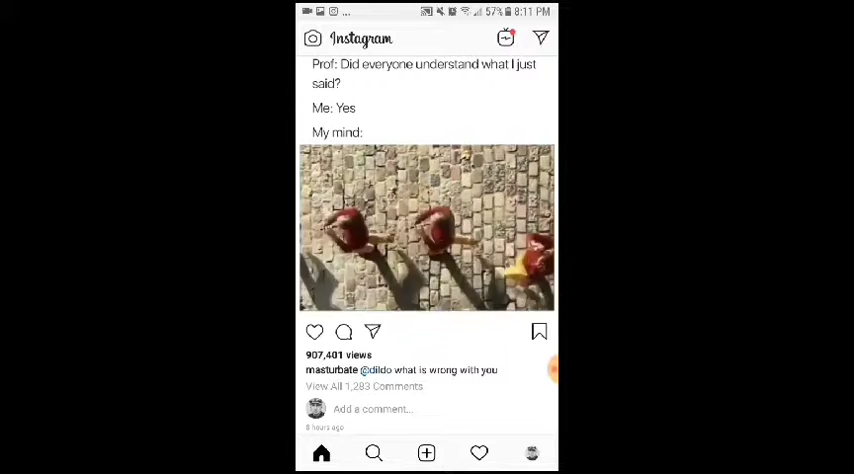 ... 57% 8:11 PM
Instagram
Prof: Did everyone understand what I just
said?
Me: Yes
My mind:
907,401 views
masturbate @dildo what is wrong with you
View All 1,283 Comments
Add a comment...
8 hours ago